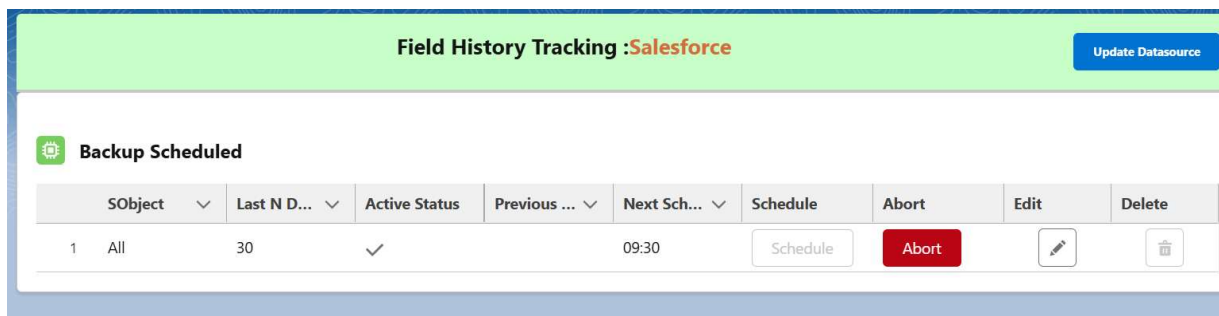 Field History Tracking :Salesforce
Update Datasource
Backup Scheduled
SObject Last N D... Active Status Previous ... Next Sch... Schedule Abort Edit Delete
1 All 30 09:30 Schedule Abort